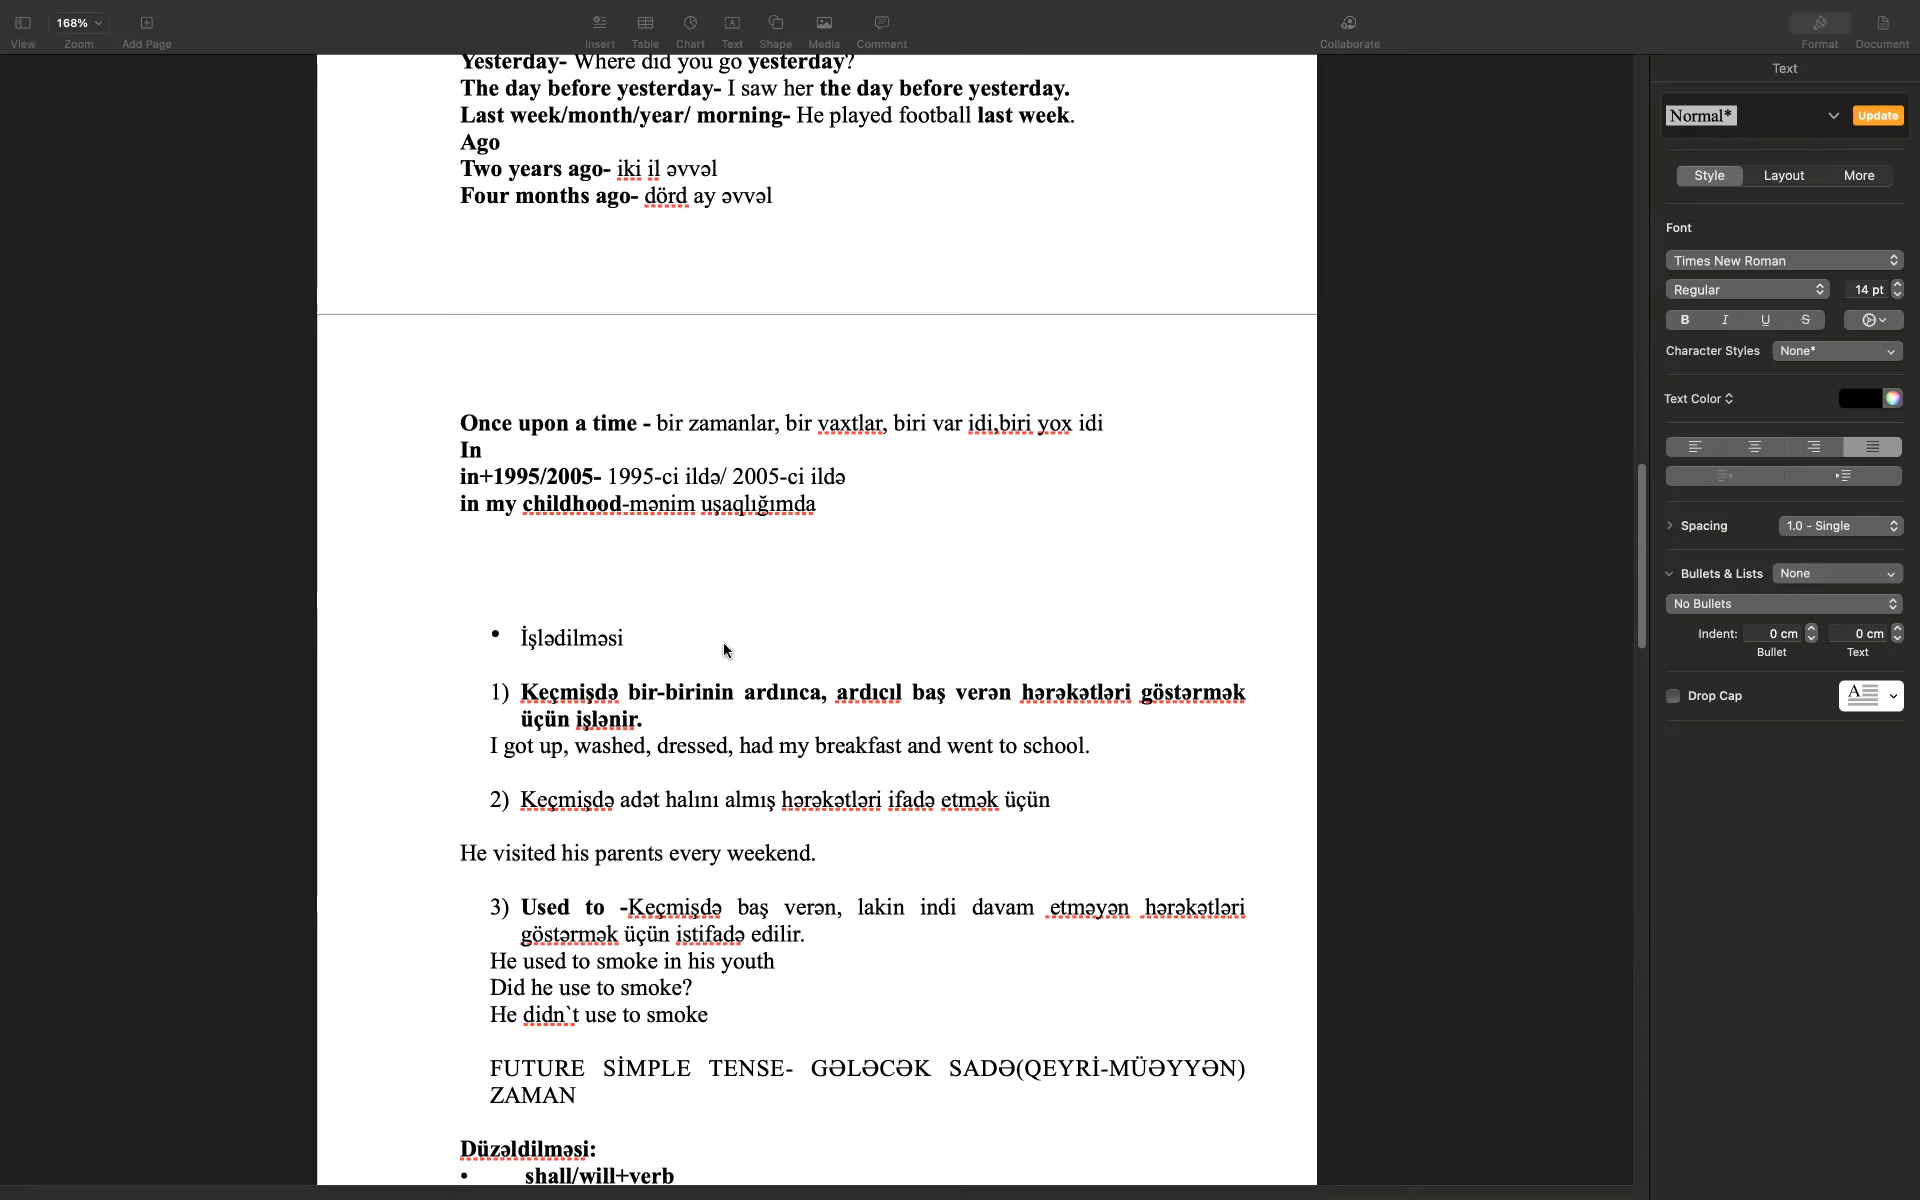 168%
View
Zoom
Add Page
Insert
Table
Chart
Text
Shape
Media
Comment
Collaborate
Format
Document
Yesterday- Where did you go yesterday?
The day before yesterday- I saw her the day before yesterday.
Last week/month/year/ morning- He played football last week.
Ago
Two years ago- iki il əvvəl
Four months ago- dörd ay əvvəl
Once upon a time - bir zamanlar, bir vaxtlar, biri var idi,biri yox idi
In
in+1995/2005- 1995-ci ildə/ 2005-ci ildə
in my childhood-mənim uşaqlığımda
• İşlədilməsi
1) Keçmişdə bir-birinin ardınca, ardıcıl baş verən hərəkətləri göstərmək
üçün işlənir.
I got up, washed, dressed, had my breakfast and went to school.
2) Keçmişdə adət halını almış hərəkətləri ifadə etmək üçün
He visited his parents every weekend.
3) Used to -Keçmişdə baş verən, lakin indi davam etməyən hərəkətləri
göstərmək üçün istifadə edilir.
He used to smoke in his youth
Did he use to smoke?
He didn`t use to smoke
FUTURE SİMPLE TENSE- GƏLƏCƏK SADƏ(QEYRİ-MÜƏYYƏN)
ZAMAN
Düzəldilməsi:
• shall/will+verb
Text
Normal*
Update
Style
Layout
More
Font
Times New Roman
Regular
14 pt
B I U S
Character Styles
None*
Text Color
Spacing
1.0 - Single
Bullets & Lists
None
No Bullets
Indent:
0 cm
0 cm
Bullet
Text
Drop Cap
A